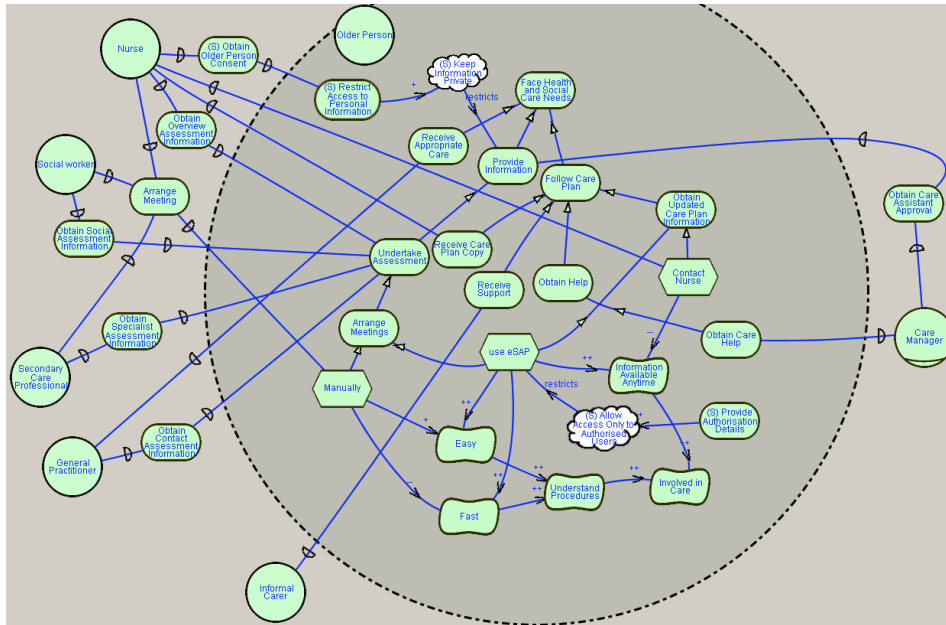 Older Person
Nurse
(S) Obtain
Older Person
Consent
(S) Keep
Information
Private
(S) Restrict
Access to
Personal
Information
+
restricts
Face Health
and Social
Care Needs
Obtain
Overview
Assessment
Information
Receive
Appropriate
Care
Provide
Information
Social worker
Arrange
Meeting
Follow Care
Plan
Obtain
Updated
Care Plan
Information
Obtain Care
Assistant
Approval
Obtain Social
Assessment
Information
Undertake
Assessment
Receive Care
Plan Copy
Receive
Support
Obtain Help
Contact
Nurse
Obtain
Specialist
Assessment
Information
Arrange
Meetings
use eSAP
--
Obtain Care
Help
Care
Manager
Secondary
Care
Professional
Manually
++
Information
Available
Anytime
restricts
++
+
(S) Allow
Access Only to
Authorised
Users
+
(S) Provide
Authorisation
Details
General
Practitioner
Obtain
Contact
Assessment
Information
Easy
++
+
--
++
Understand
Procedures
++
Involved in
Care
++
Fast
Informal
Carer